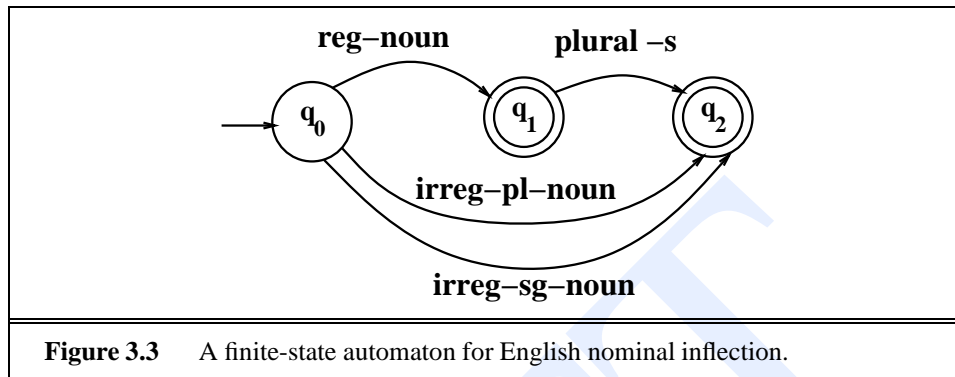 reg–noun
plural –s
q0
q1
q2
irreg–pl–noun
irreg–sg–noun
Figure 3.3 A finite-state automaton for English nominal inflection.